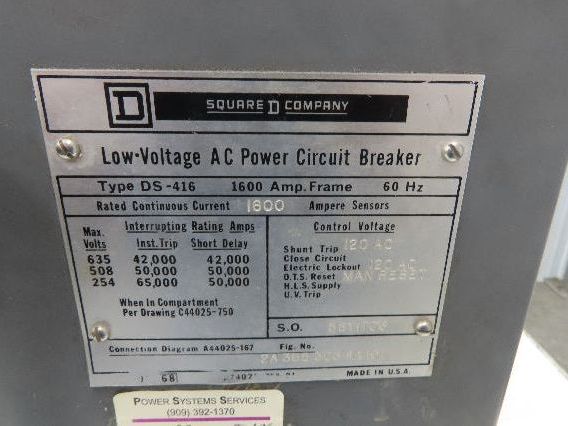 D
SQUARE D COMPANY
Low-Voltage AC Power Circuit Breaker
Type DS-416 1600 Amp. Frame 60 Hz
Rated Continuous Current 1600 Ampere Sensors
Max. Volts Interrupting Rating Amps
Inst. Trip Short Delay
635 42,000 42,000
508 50,000 50,000
254 65,000 50,000
When In Compartment
Per Drawing C44025-750
Control Voltage
Shunt Trip 120 AC
Close Circuit
Electric Lockout 120 AC
O.T.S. Reset MAN RESET
H.L.S. Supply
U.V. Trip
S.O.
Connection Diagram A44025-167 Fig. No.
68
MADE IN U.S.A.
POWER SYSTEMS SERVICES
(909) 392-1370